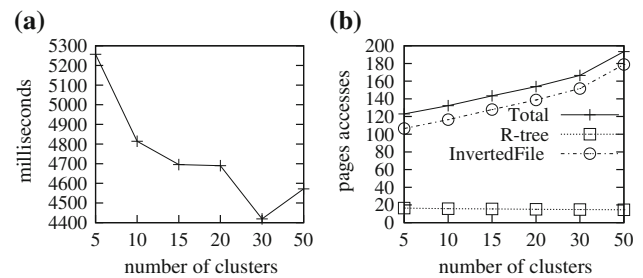 (a)
5300
5200
5100
5000
4900
4800
4700
4600
4500
4400
milliseconds
5 10 15 20 30 50
number of clusters
(b)
200
180
160
140
120
100
80
60
40
20
0
pages accesses
Total
R-tree
InvertedFile
5 10 15 20 30 50
number of clusters